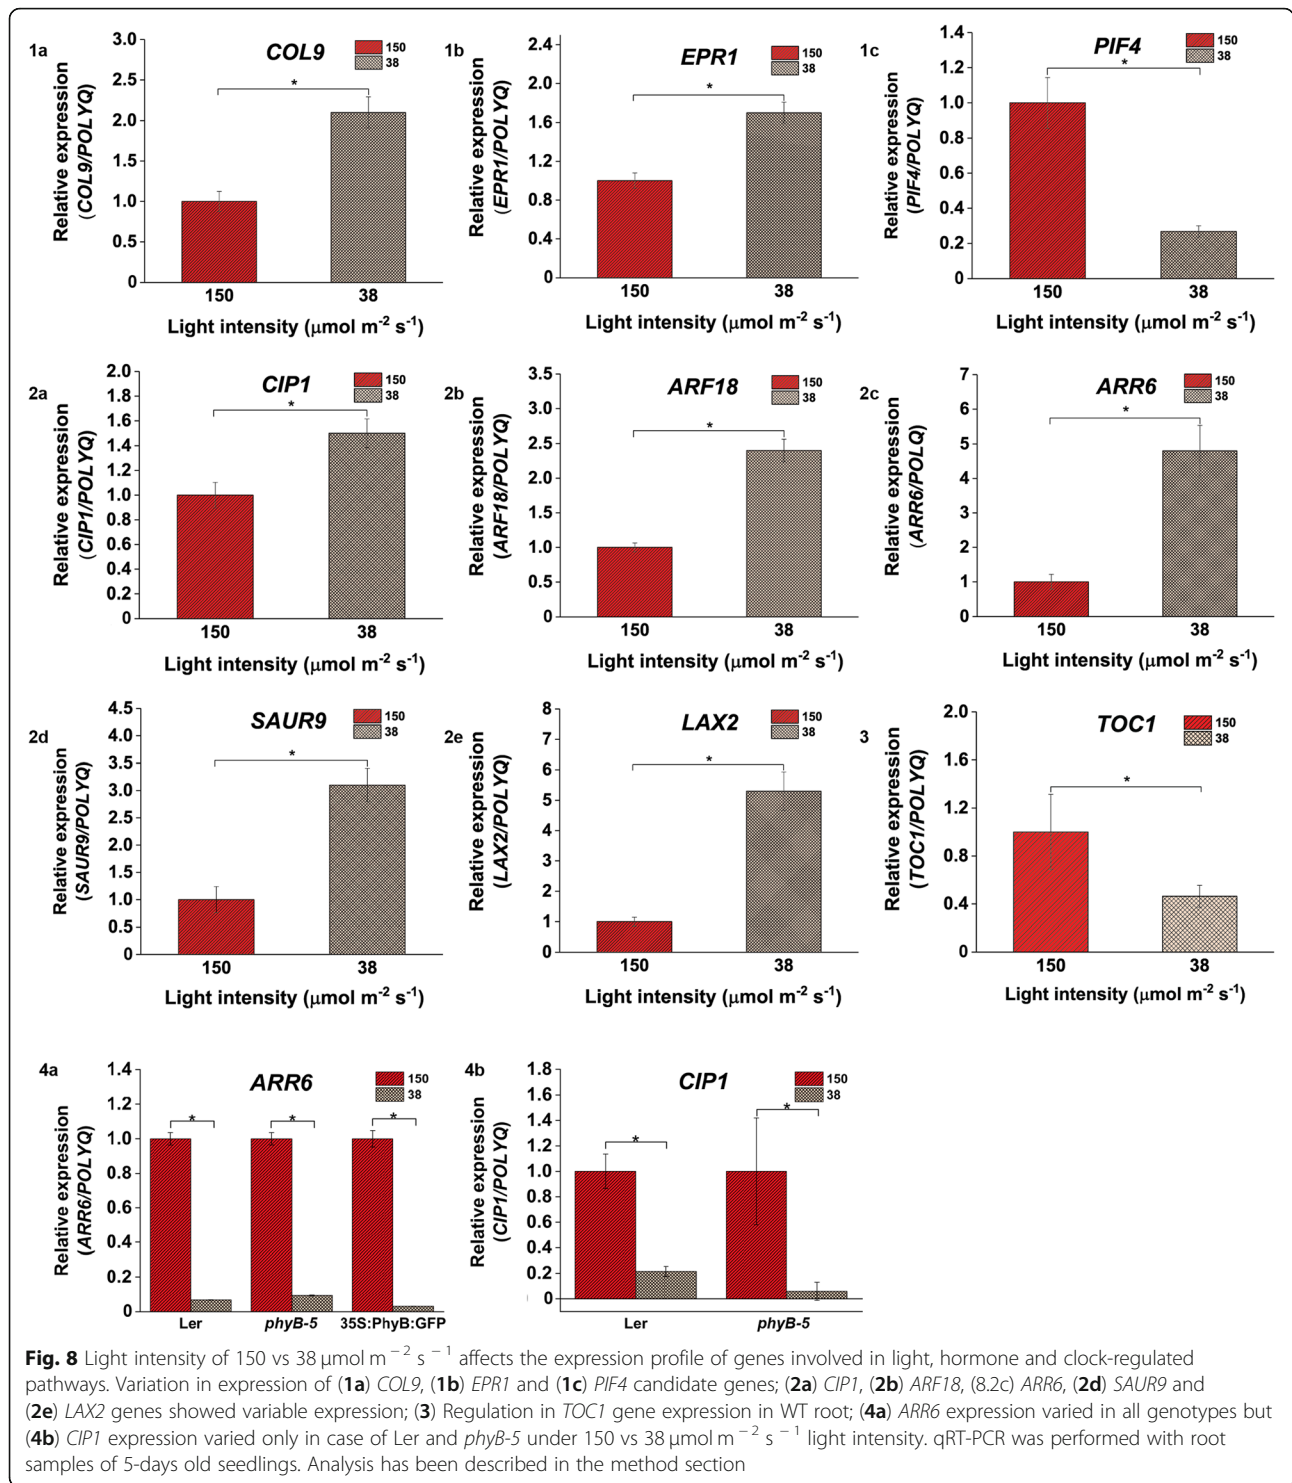 1a
COL9
150
38
3.0
2.5
2.0
1.5
1.0
0.5
0
*
Relative expression
(COL9/POLYQ)
150 38
Light intensity (μmol m-2 s-1)
1b
EPR1
150
38
2.4
2.0
1.6
1.2
0.8
0.4
0
*
Relative expression
(EPR1/POLYQ)
150 38
Light intensity (μmol m-2 s-1)
1c
PIF4
150
38
1.4
1.2
1.0
0.8
0.6
0.4
0.2
0
*
Relative expression
(PIF4/POLYQ)
150 38
Light intensity (μmol m-2 s-1)
2a
CIP1
150
38
2.0
1.8
1.6
1.4
1.2
1.0
0.8
0.6
0.4
0.2
0
*
Relative expression
(CIP1/POLYQ)
150 38
Light intensity (μmol m-2 s-1)
2b
ARF18
150
38
3.5
3.0
2.5
2.0
1.5
1.0
0.5
0
*
Relative expression
(ARF18/POLYQ)
150 38
Light intensity (μmol m-2 s-1)
2c
ARR6
150
38
7
6
5
4
3
2
1
0
*
Relative expression
(ARR6/POLQ)
150 38
Light intensity (μmol m-2 s-1)
2d
SAUR9
150
38
4.5
4.0
3.5
3.0
2.5
2.0
1.5
1.0
0.5
0
*
Relative expression
(SAUR9/POLYQ)
150 38
Light intensity (μmol m-2 s-1)
2e
LAX2
150
38
8
7
6
5
4
3
2
1
0
*
Relative expression
(LAX2/POLYQ)
150 38
Light intensity (μmol m-2 s-1)
3
TOC1
150
38
2.0
1.6
1.2
0.8
0.4
0
*
Relative expression
(TOC1/POLYQ)
150 38
Light intensity (μmol m-2 s-1)
4a
ARR6
150
38
1.4
1.2
1.0
0.8
0.6
0.4
0.2
0
* * *
Relative expression
(ARR6/POLYQ)
Ler phyB-5 35S:PhyB:GFP
4b
CIP1
150
38
1.8
1.6
1.4
1.2
1.0
0.8
0.6
0.4
0.2
0
* *
Relative expression
(CIP1/POLYQ)
Ler phyB-5
Fig. 8 Light intensity of 150 vs 38 μmol m − 2 s − 1 affects the expression profile of genes involved in light, hormone and clock-regulated
pathways. Variation in expression of (1a) COL9, (1b) EPR1 and (1c) PIF4 candidate genes; (2a) CIP1, (2b) ARF18, (8.2c) ARR6, (2d) SAUR9 and
(2e) LAX2 genes showed variable expression; (3) Regulation in TOC1 gene expression in WT root; (4a) ARR6 expression varied in all genotypes but
(4b) CIP1 expression varied only in case of Ler and phyB-5 under 150 vs 38 μmol m − 2 s − 1 light intensity. qRT-PCR was performed with root
samples of 5-days old seedlings. Analysis has been described in the method section